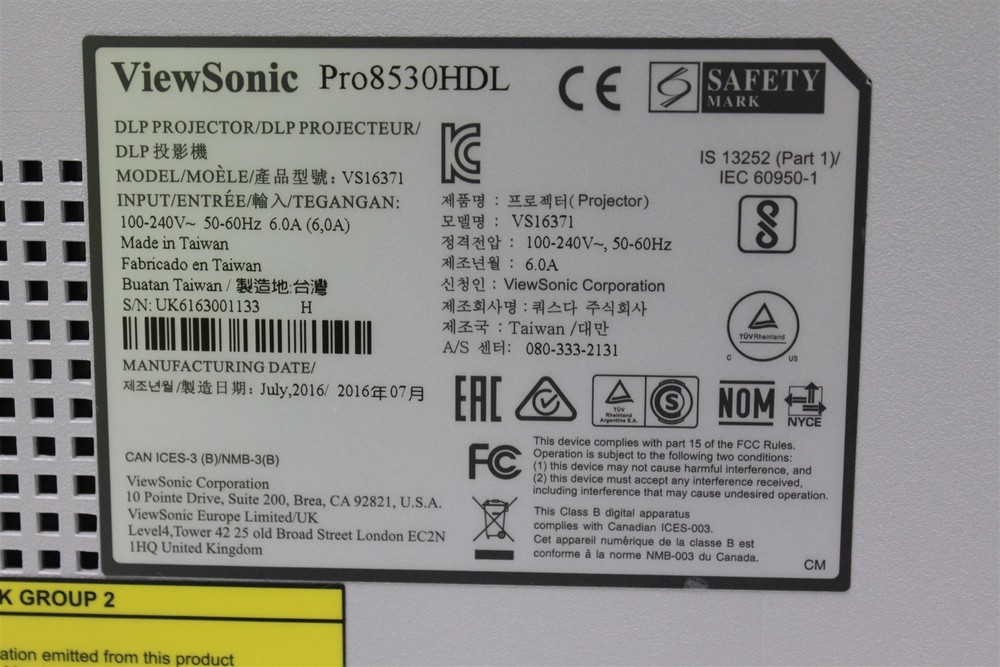 ViewSonic Pro8530HDL
CE
SAFETY
MARK
DLP PROJECTOR/DLP PROJECTEUR/
DLP 投影機
MODEL/MOÈLE/產品型號: VS16371
INPUT/ENTRÉE/輸入/TEGANGAN:
100-240V~ 50-60Hz 6.0A (6,0A)
Made in Taiwan
Fabricado en Taiwan
Buatan Taiwan / 製造地:台灣
S/N: UK6163001133 H
MANUFACTURING DATE/
제조년월/製造日期: July,2016/ 2016年07月
CAN ICES-3 (B)/NMB-3(B)
ViewSonic Corporation
10 Pointe Drive, Suite 200, Brea, CA 92821, U.S.A.
ViewSonic Europe Limited/UK
Level4,Tower 42 25 old Broad Street London EC2N
1HQ United Kingdom
IS 13252 (Part 1)/
IEC 60950-1
제품명 : 프로젝터( Projector)
모델명 : VS16371
정격전압 : 100-240V~, 50-60Hz
제조년월 : 6.0A
신청인 : ViewSonic Corporation
제조회사명 : 쿼스다 주식회사
제조국 : Taiwan /대만
A/S 센터: 080-333-2131
TÜVRheinland
C US
EAC
TÜV
Rheinland
Argentina S.A.
S
NOM
NYCE
FC
This device complies with part 15 of the FCC Rules.
Operation is subject to the following two conditions:
(1) this device may not cause harmful interference, and
(2) this device must accept any interference received,
including interference that may cause undesired operation.
This Class B digital apparatus
complies with Canadian ICES-003.
Cet appareil numérique de la classe B est
conforme à la norme NMB-003 du Canada.
CM
K GROUP 2
ation emitted from this product